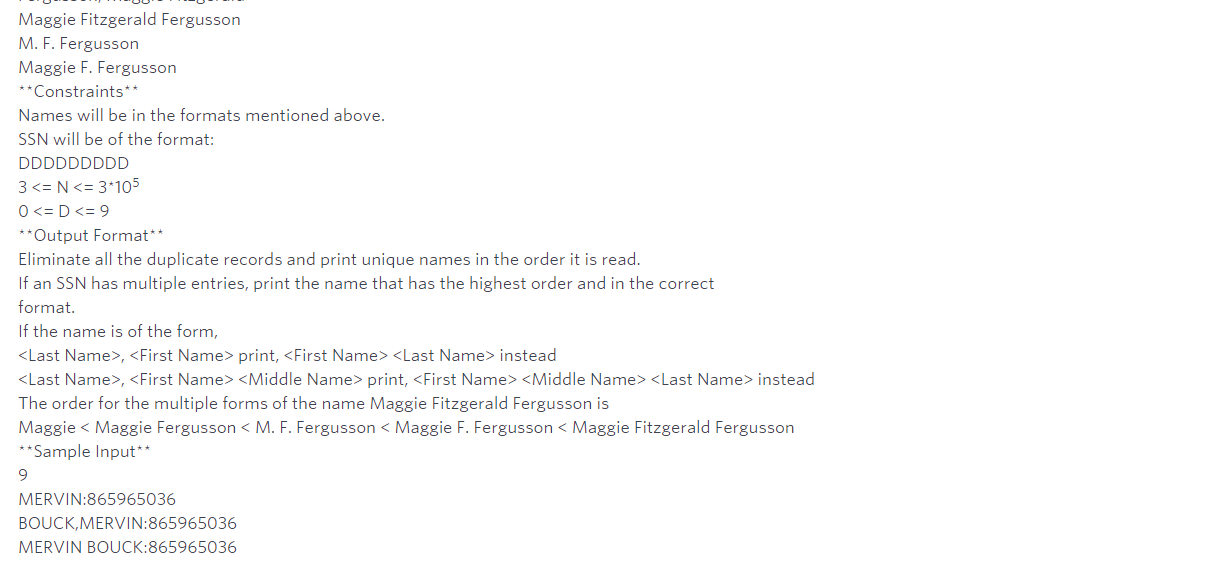 Maggie Fitzgerald Fergusson
M. F. Fergusson
Maggie F. Fergusson
**Constraints**
Names will be in the formats mentioned above.
SSN will be of the format:
DDDDDDDDD
3 <= N <= 3*10⁵
0 <= D <= 9
**Output Format**
Eliminate all the duplicate records and print unique names in the order it is read.
If an SSN has multiple entries, print the name that has the highest order and in the correct
format.
If the name is of the form,
<Last Name>, <First Name> print, <First Name> <Last Name> instead
<Last Name>, <First Name> <Middle Name> print, <First Name> <Middle Name> <Last Name> instead
The order for the multiple forms of the name Maggie Fitzgerald Fergusson is
Maggie < Maggie Fergusson < M. F. Fergusson < Maggie F. Fergusson < Maggie Fitzgerald Fergusson
**Sample Input**
9
MERVIN:865965036
BOUCK,MERVIN:865965036
MERVIN BOUCK:865965036